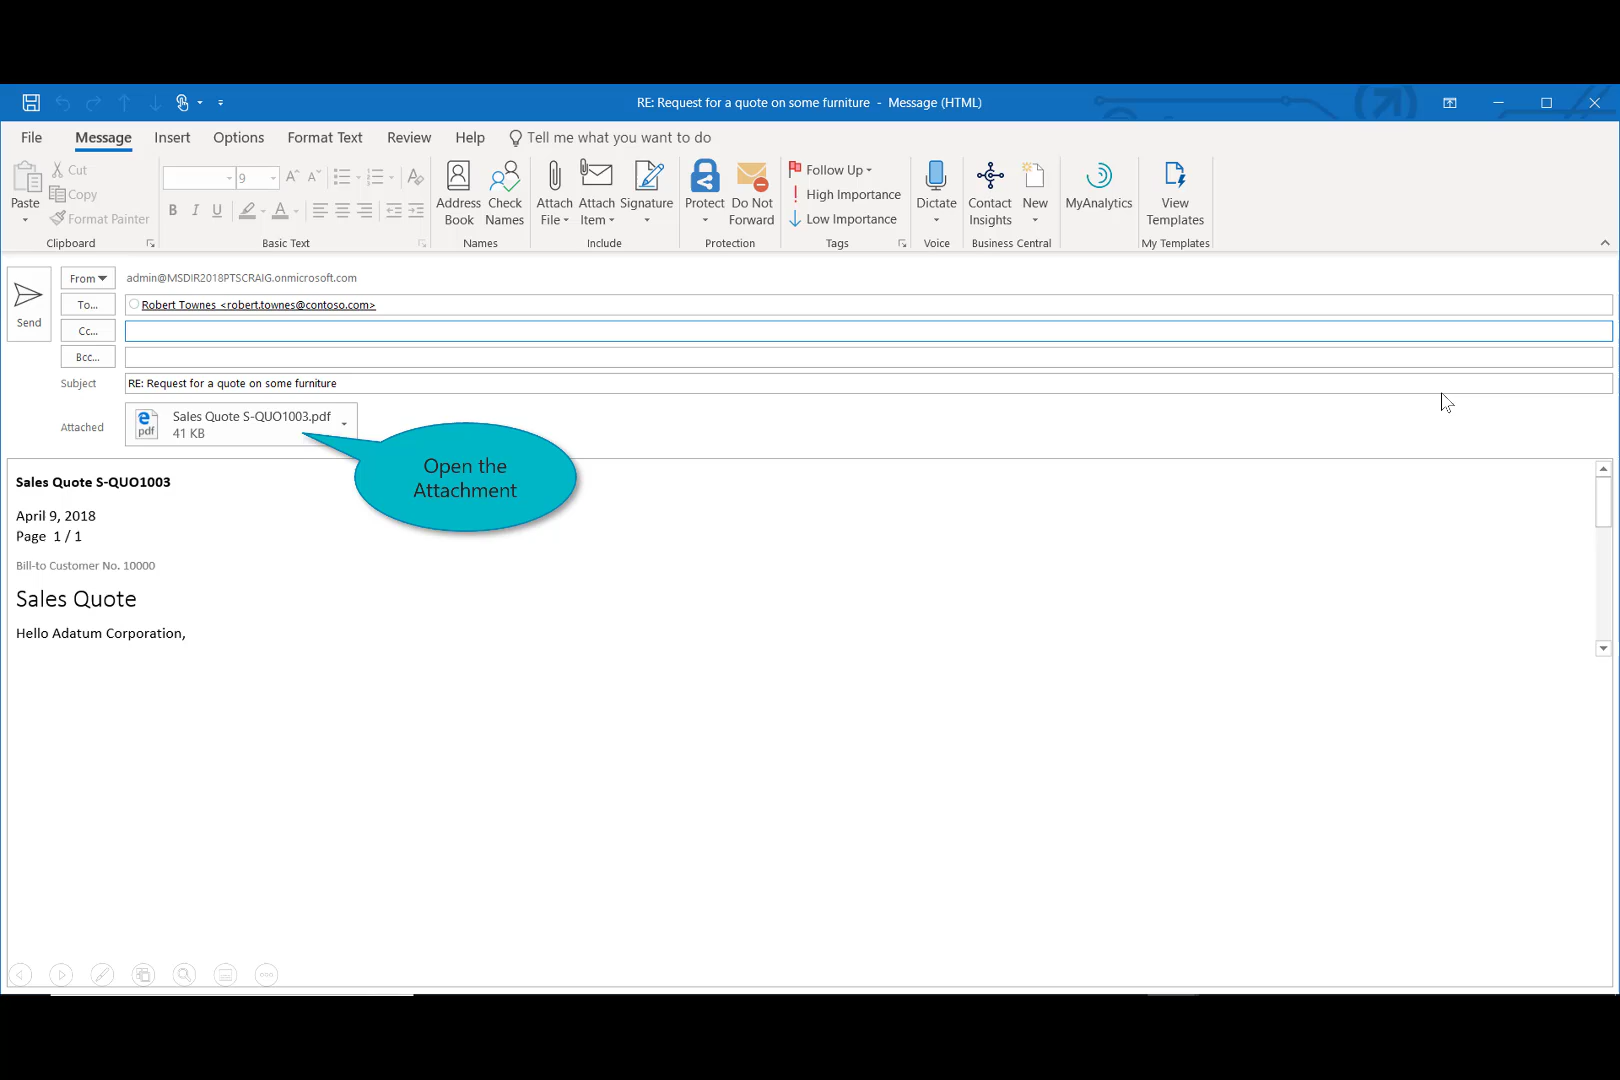 RE: Request for a quote on some furniture - Message (HTML)
File Message Insert Options Format Text Review Help Tell me what you want to do
Paste
Cut
Copy
Format Painter
Clipboard
9
B I U
A
Basic Text
Address Book
Check Names
Names
Attach File
Attach Item
Signature
Include
Protect
Do Not Forward
Protection
Follow Up
High Importance
Low Importance
Tags
Dictate
Voice
Contact Insights
New
Business Central
MyAnalytics
View Templates
My Templates
Send
From admin@MSDIR2018PTSCRAIG.onmicrosoft.com
To... Robert Townes <robert.townes@contoso.com>
Cc...
Bcc...
Subject RE: Request for a quote on some furniture
Attached
pdf
Sales Quote S-QUO1003.pdf
41 KB
Open the
Attachment
Sales Quote S-QUO1003
April 9, 2018
Page 1 / 1
Bill-to Customer No. 10000
Sales Quote
Hello Adatum Corporation,